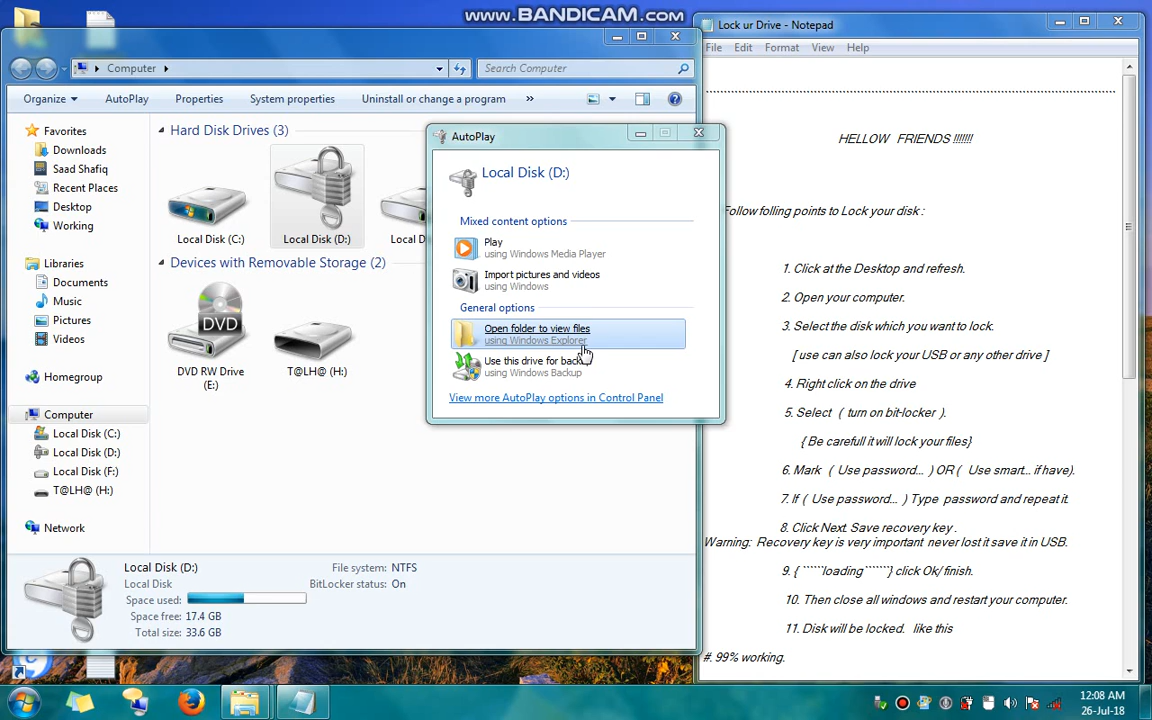 www.BANDICAM.com
Lock ur Drive - Notepad
File Edit Format View Help
Computer
Search Computer
Organize AutoPlay Properties System properties Uninstall or change a program »
Favorites
Downloads
Saad Shafiq
Recent Places
Desktop
Working
Libraries
Documents
Music
Pictures
Videos
Homegroup
Computer
Local Disk (C:)
Local Disk (D:)
Local Disk (F:)
T@LH@ (H:)
Network
Hard Disk Drives (3)
Local Disk (C:)
Local Disk (D:)
Local D
Devices with Removable Storage (2)
DVD
DVD RW Drive
(E:)
T@LH@ (H:)
Local Disk (D:)
Local Disk
Space used:
Space free: 17.4 GB
Total size: 33.6 GB
File system: NTFS
BitLocker status: On
AutoPlay
Local Disk (D:)
Mixed content options
Play
using Windows Media Player
Import pictures and videos
using Windows
General options
Open folder to view files
using Windows Explorer
Use this drive for backu
using Windows Backup
View more AutoPlay options in Control Panel
HELLOW FRIENDS !!!!!!!
Follow folling points to Lock your disk :
1. Click at the Desktop and refresh.
2. Open your computer.
3. Select the disk which you want to lock.
[ use can also lock your USB or any other drive ]
4. Right click on the drive
5. Select ( turn on bit-locker ).
{ Be carefull it will lock your files}
6. Mark ( Use password... ) OR ( Use smart... if have).
7. If ( Use password... ) Type password and repeat it.
8. Click Next. Save recovery key .
Warning: Recovery key is very important never lost it save it in USB.
9. { ``````loading``````} click Ok/ finish.
10. Then close all windows and restart your computer.
11. Disk will be locked. like this
#. 99% working.
12:08 AM
26-Jul-18